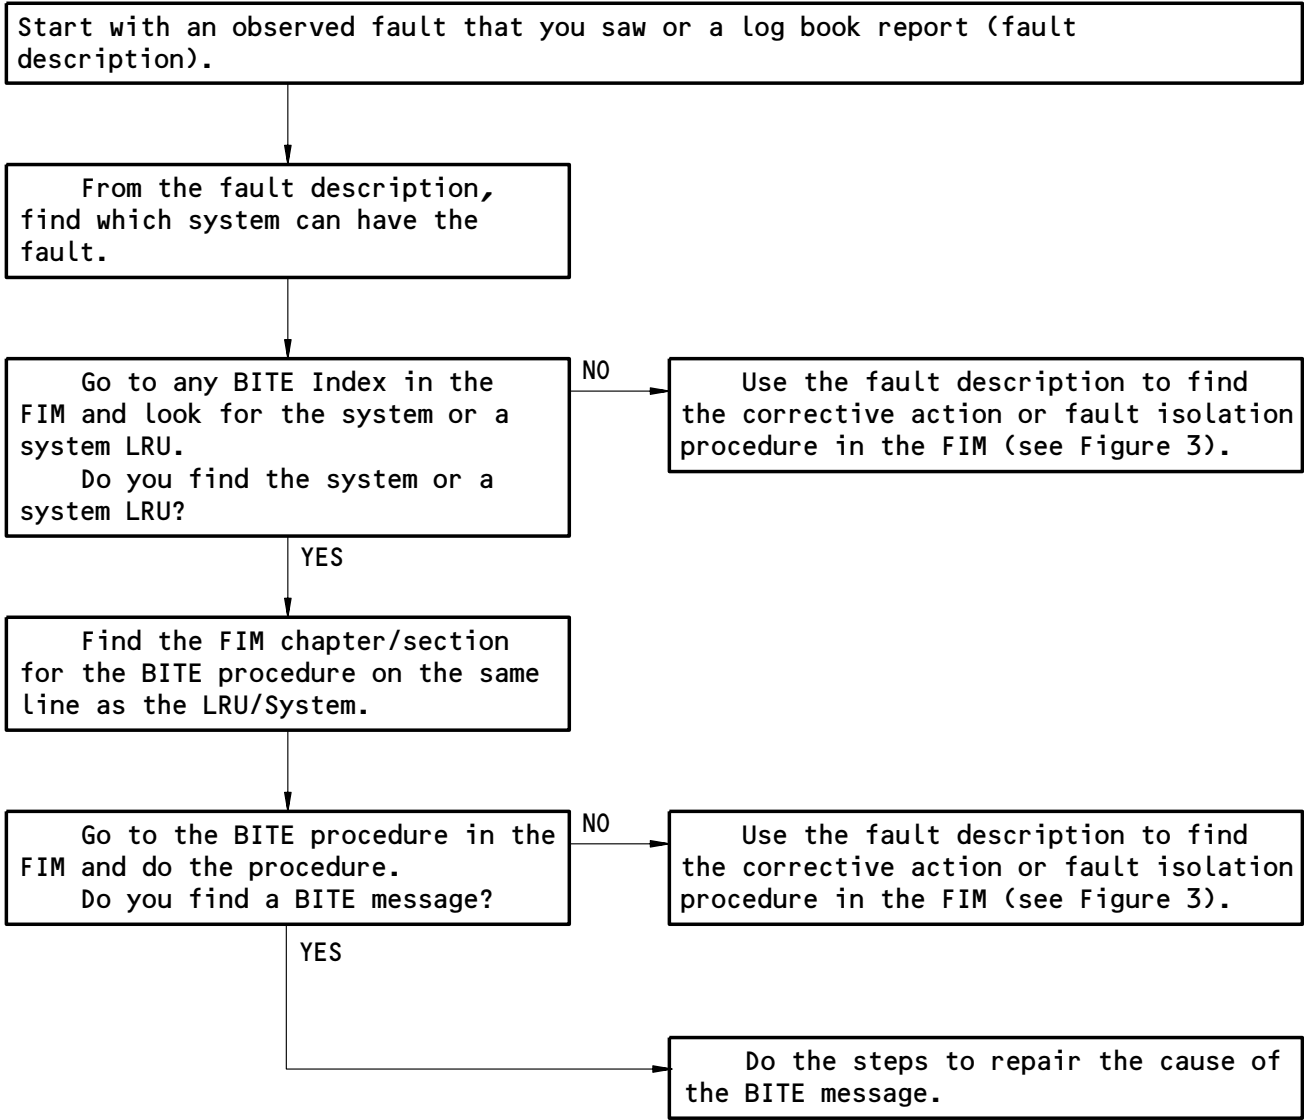 Start with an observed fault that you saw or a log book report (fault
description).
From the fault description,
find which system can have the
fault.
Go to any BITE Index in the
FIM and look for the system or a
system LRU.
Do you find the system or a
system LRU?
NO
Use the fault description to find
the corrective action or fault isolation
procedure in the FIM (see Figure 3).
YES
Find the FIM chapter/section
for the BITE procedure on the same
line as the LRU/System.
Go to the BITE procedure in the
FIM and do the procedure.
Do you find a BITE message?
NO
Use the fault description to find
the corrective action or fault isolation
procedure in the FIM (see Figure 3).
YES
Do the steps to repair the cause of
the BITE message.